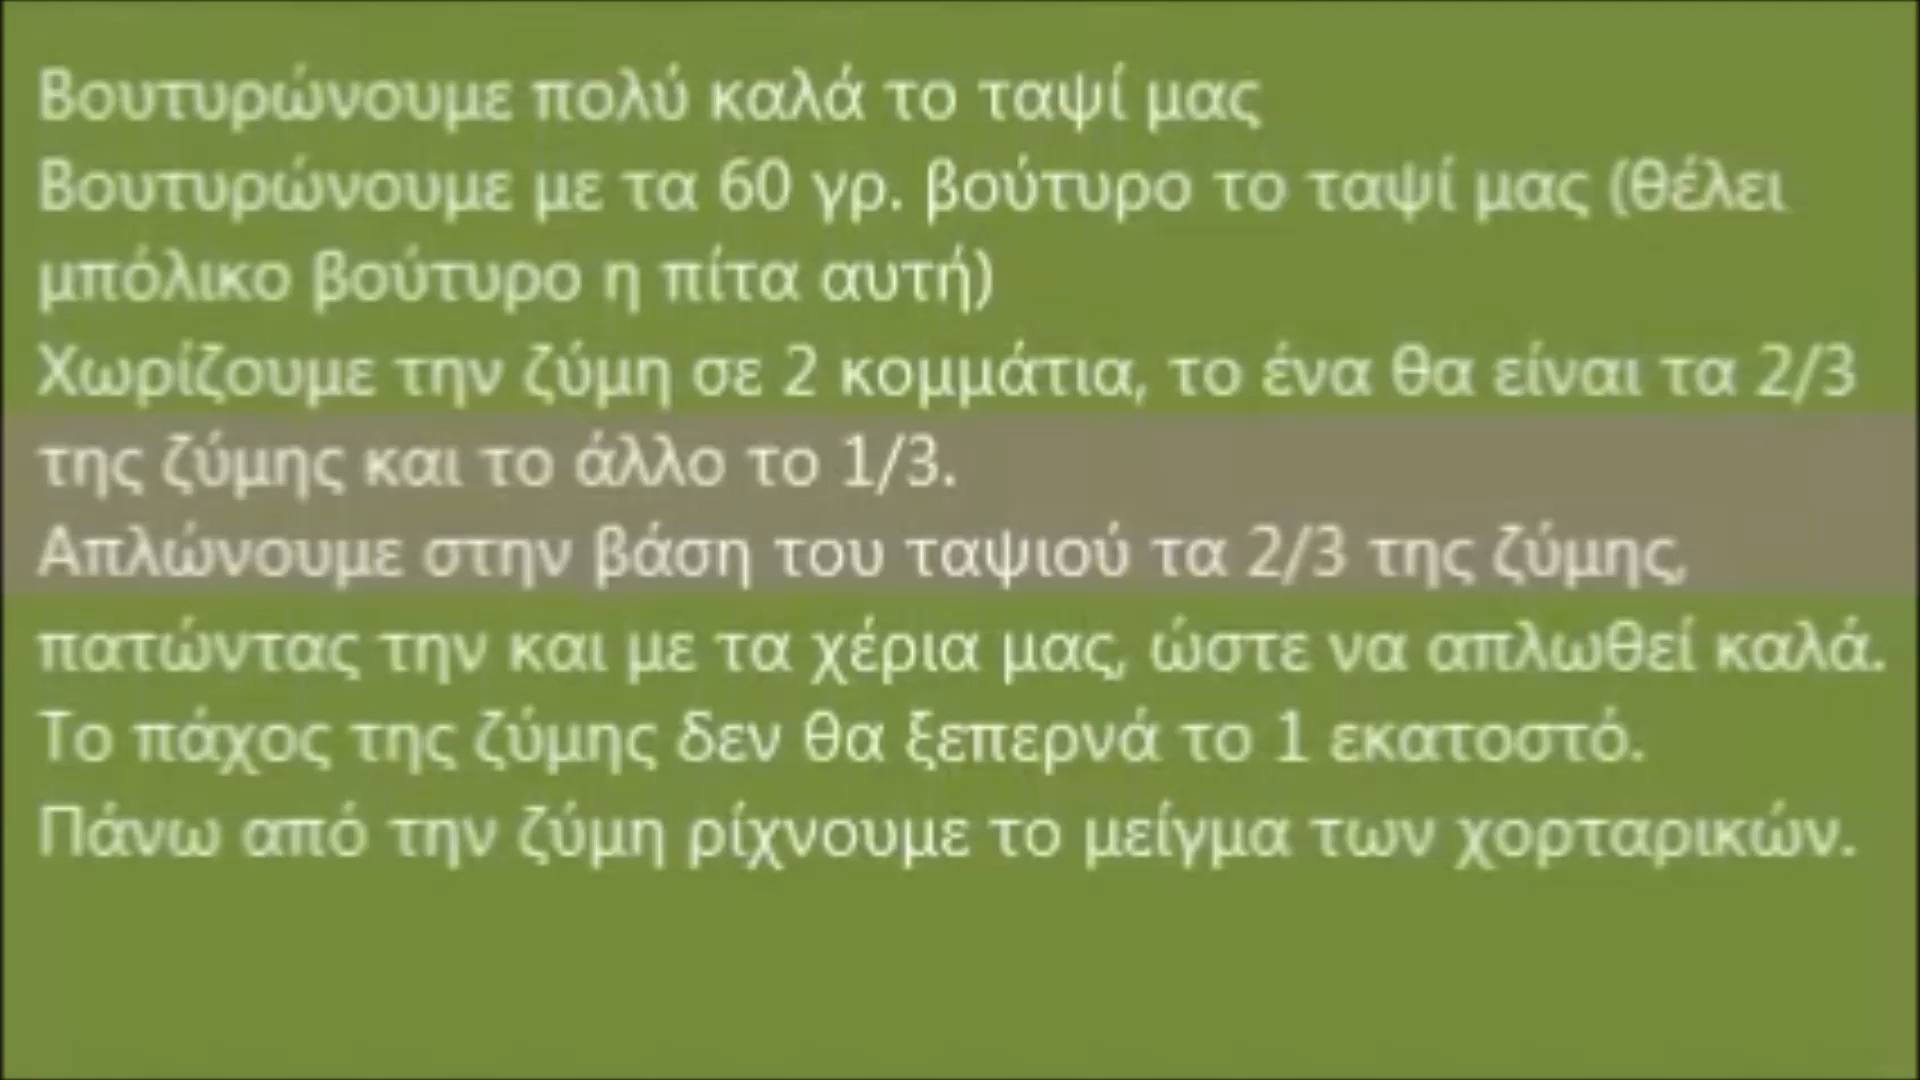 Βουτυρώνουμε πολύ καλά το ταψί μας
Βουτυρώνουμε με τα 60 γρ. βούτυρο το ταψί μας (θέλει
μπόλικο βούτυρο η πίτα αυτή)
Χωρίζουμε την ζύμη σε 2 κομμάτια, το ένα θα είναι τα 2/3
της ζύμης και το άλλο το 1/3.
Απλώνουμε στην βάση του ταψιού τα 2/3 της ζύμης,
πατώντας την και με τα χέρια μας, ώστε να απλωθεί καλά.
Το πάχος της ζύμης δεν θα ξεπερνά το 1 εκατοστό.
Πάνω από την ζύμη ρίχνουμε το μείγμα των χορταρικών.